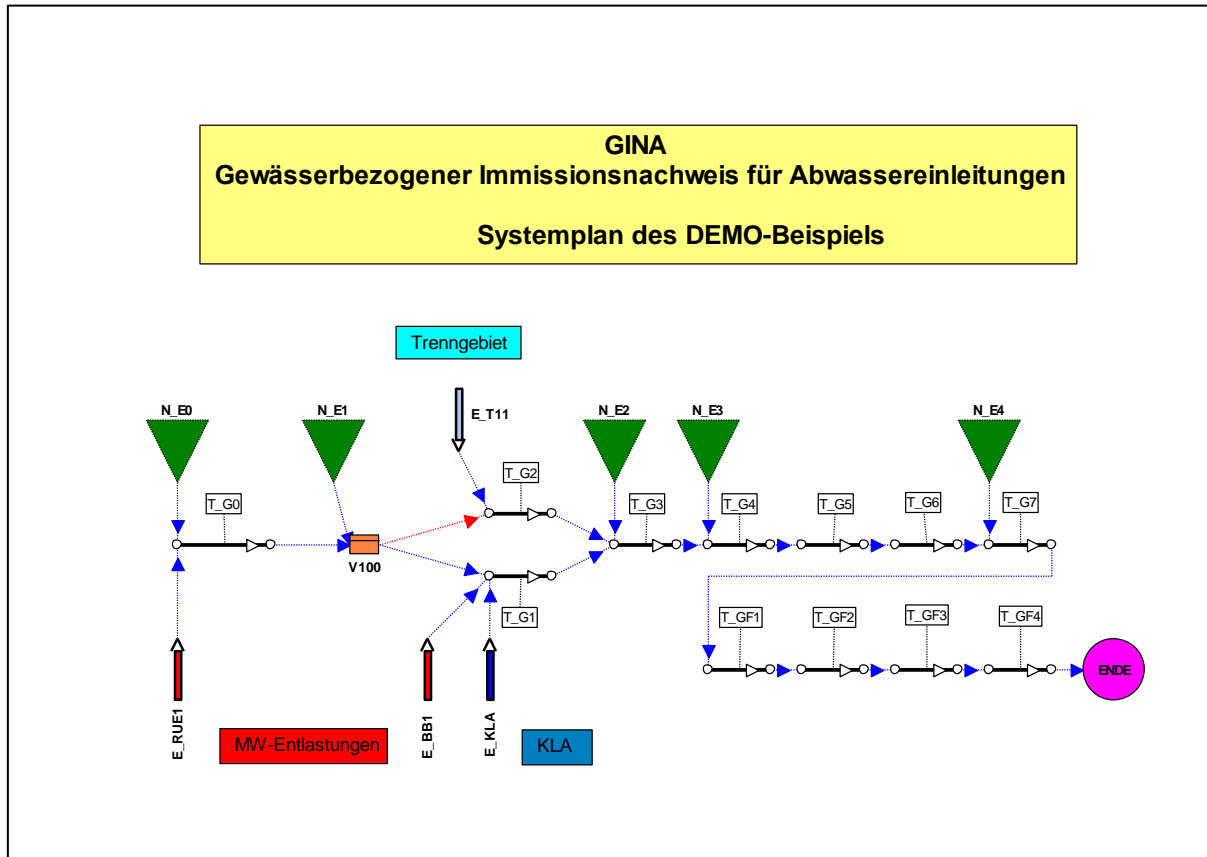 GINA
Gewässerbezogener Immissionsnachweis für Abwassereinleitungen
Systemplan des DEMO-Beispiels
Trenngebiet
N_E0
N_E1
E_T11
N_E2
N_E3
N_E4
T_G0
T_G2
T_G3
T_G4
T_G5
T_G6
T_G7
V100
T_G1
T_GF1
T_GF2
T_GF3
T_GF4
ENDE
E_RUE1
MW-Entlastungen
E_BB1
E_KLA
KLA